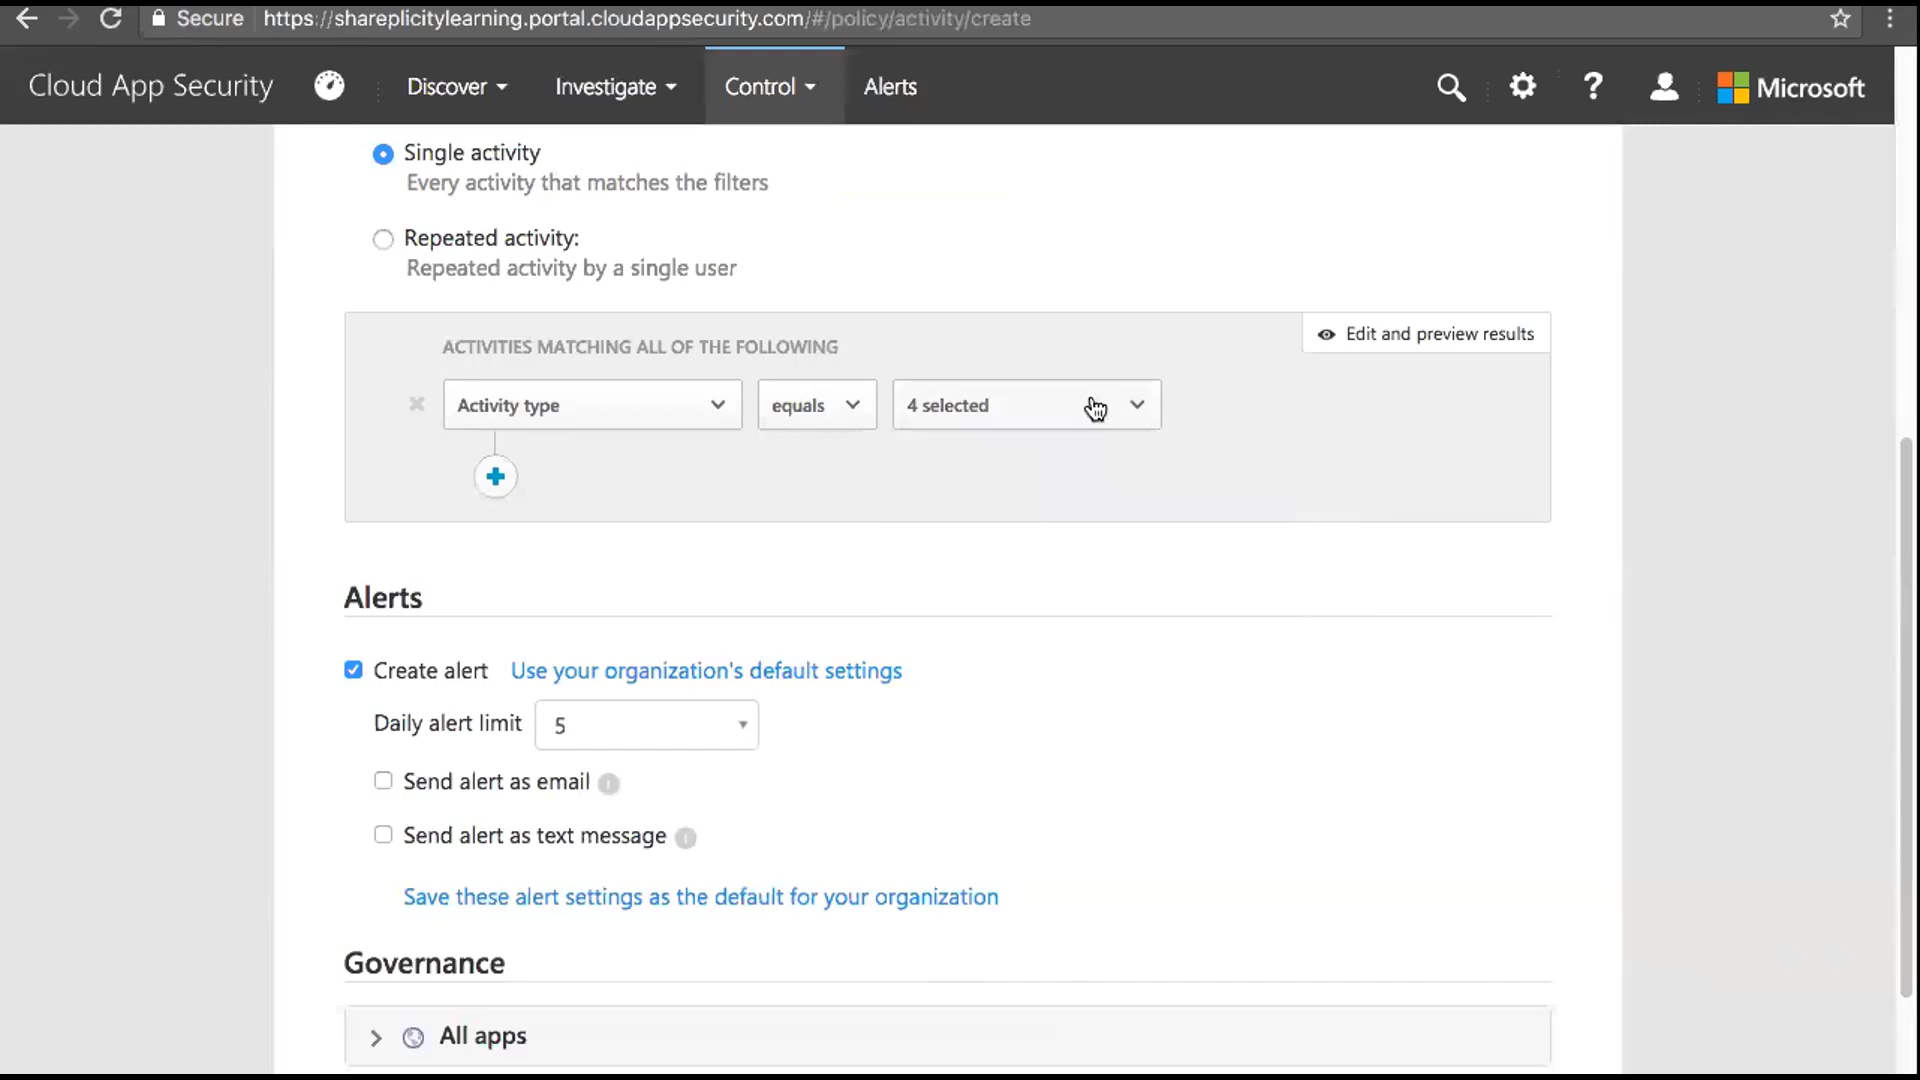 Secure https://shareplicitylearning.portal.cloudappsecurity.com/#/policy/activity/create
Cloud App Security Discover Investigate Control Alerts ? Microsoft
Single activity
Every activity that matches the filters
Repeated activity:
Repeated activity by a single user
Edit and preview results
ACTIVITIES MATCHING ALL OF THE FOLLOWING
Activity type equals 4 selected
Alerts
Create alert Use your organization's default settings
Daily alert limit 5
Send alert as email
Send alert as text message
Save these alert settings as the default for your organization
Governance
All apps